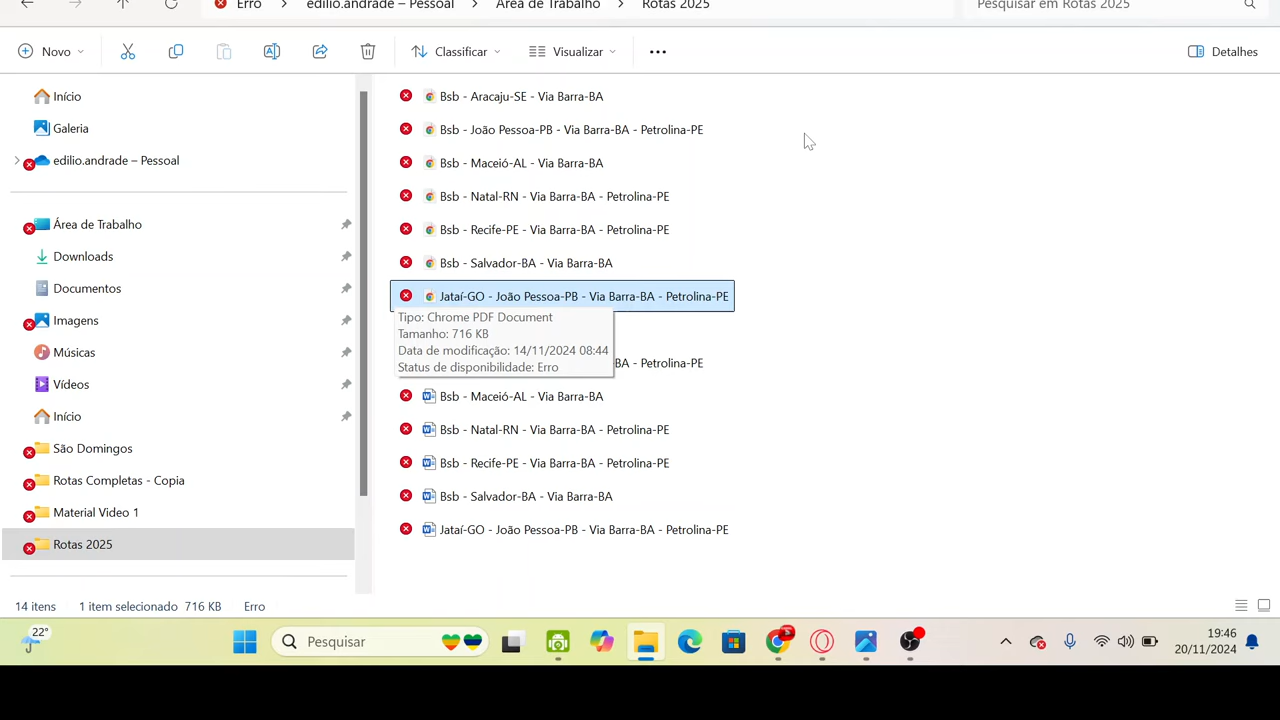 Erro > edilio.andrade – Pessoal > Área de Trabalho > Rotas 2025
Pesquisar em Rotas 2025
Novo
Classificar
Visualizar
Detalhes
Início
Galeria
edilio.andrade – Pessoal
Área de Trabalho
Downloads
Documentos
Imagens
Músicas
Vídeos
Início
São Domingos
Rotas Completas - Copia
Material Video 1
Rotas 2025
Bsb - Aracaju-SE - Via Barra-BA
Bsb - João Pessoa-PB - Via Barra-BA - Petrolina-PE
Bsb - Maceió-AL - Via Barra-BA
Bsb - Natal-RN - Via Barra-BA - Petrolina-PE
Bsb - Recife-PE - Via Barra-BA - Petrolina-PE
Bsb - Salvador-BA - Via Barra-BA
Jataí-GO - João Pessoa-PB - Via Barra-BA - Petrolina-PE
Tipo: Chrome PDF Document
Tamanho: 716 KB
Data de modificação: 14/11/2024 08:44
Status de disponibilidade: Erro
BA - Petrolina-PE
Bsb - Maceió-AL - Via Barra-BA
Bsb - Natal-RN - Via Barra-BA - Petrolina-PE
Bsb - Recife-PE - Via Barra-BA - Petrolina-PE
Bsb - Salvador-BA - Via Barra-BA
Jataí-GO - João Pessoa-PB - Via Barra-BA - Petrolina-PE
14 itens
1 item selecionado 716 KB
Erro
22°
Pesquisar
19:46
20/11/2024